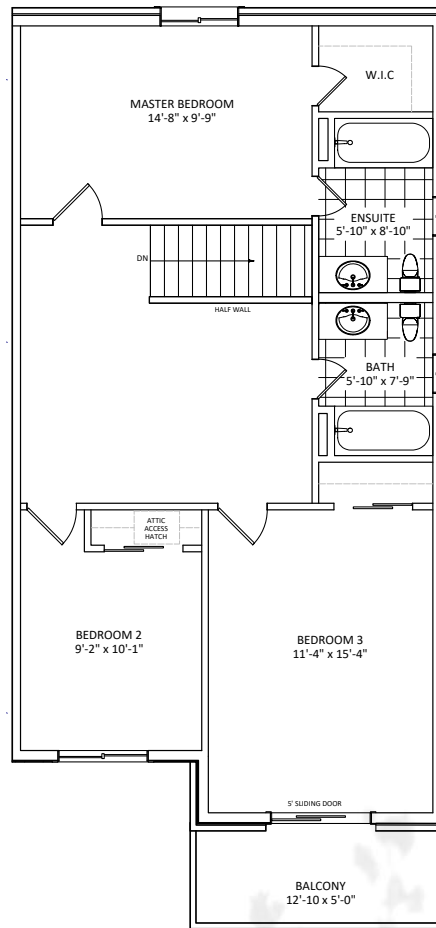 W.I.C
MASTER BEDROOM
14'-8" x 9'-9"
ENSUITE
5'-10" x 8'-10"
DN
HALF WALL
BATH
5'-10" x 7'-9"
ATTIC
ACCESS
HATCH
BEDROOM 2
9'-2" x 10'-1"
BEDROOM 3
11'-4" x 15'-4"
5' SLIDING DOOR
BALCONY
12'-10 x 5'-0"